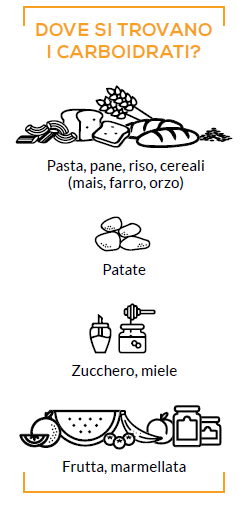 DOVE SI TROVANO
I CARBOIDRATI?
Pasta, pane, riso, cereali
(mais, farro, orzo)
Patate
Zucchero, miele
Frutta, marmellata